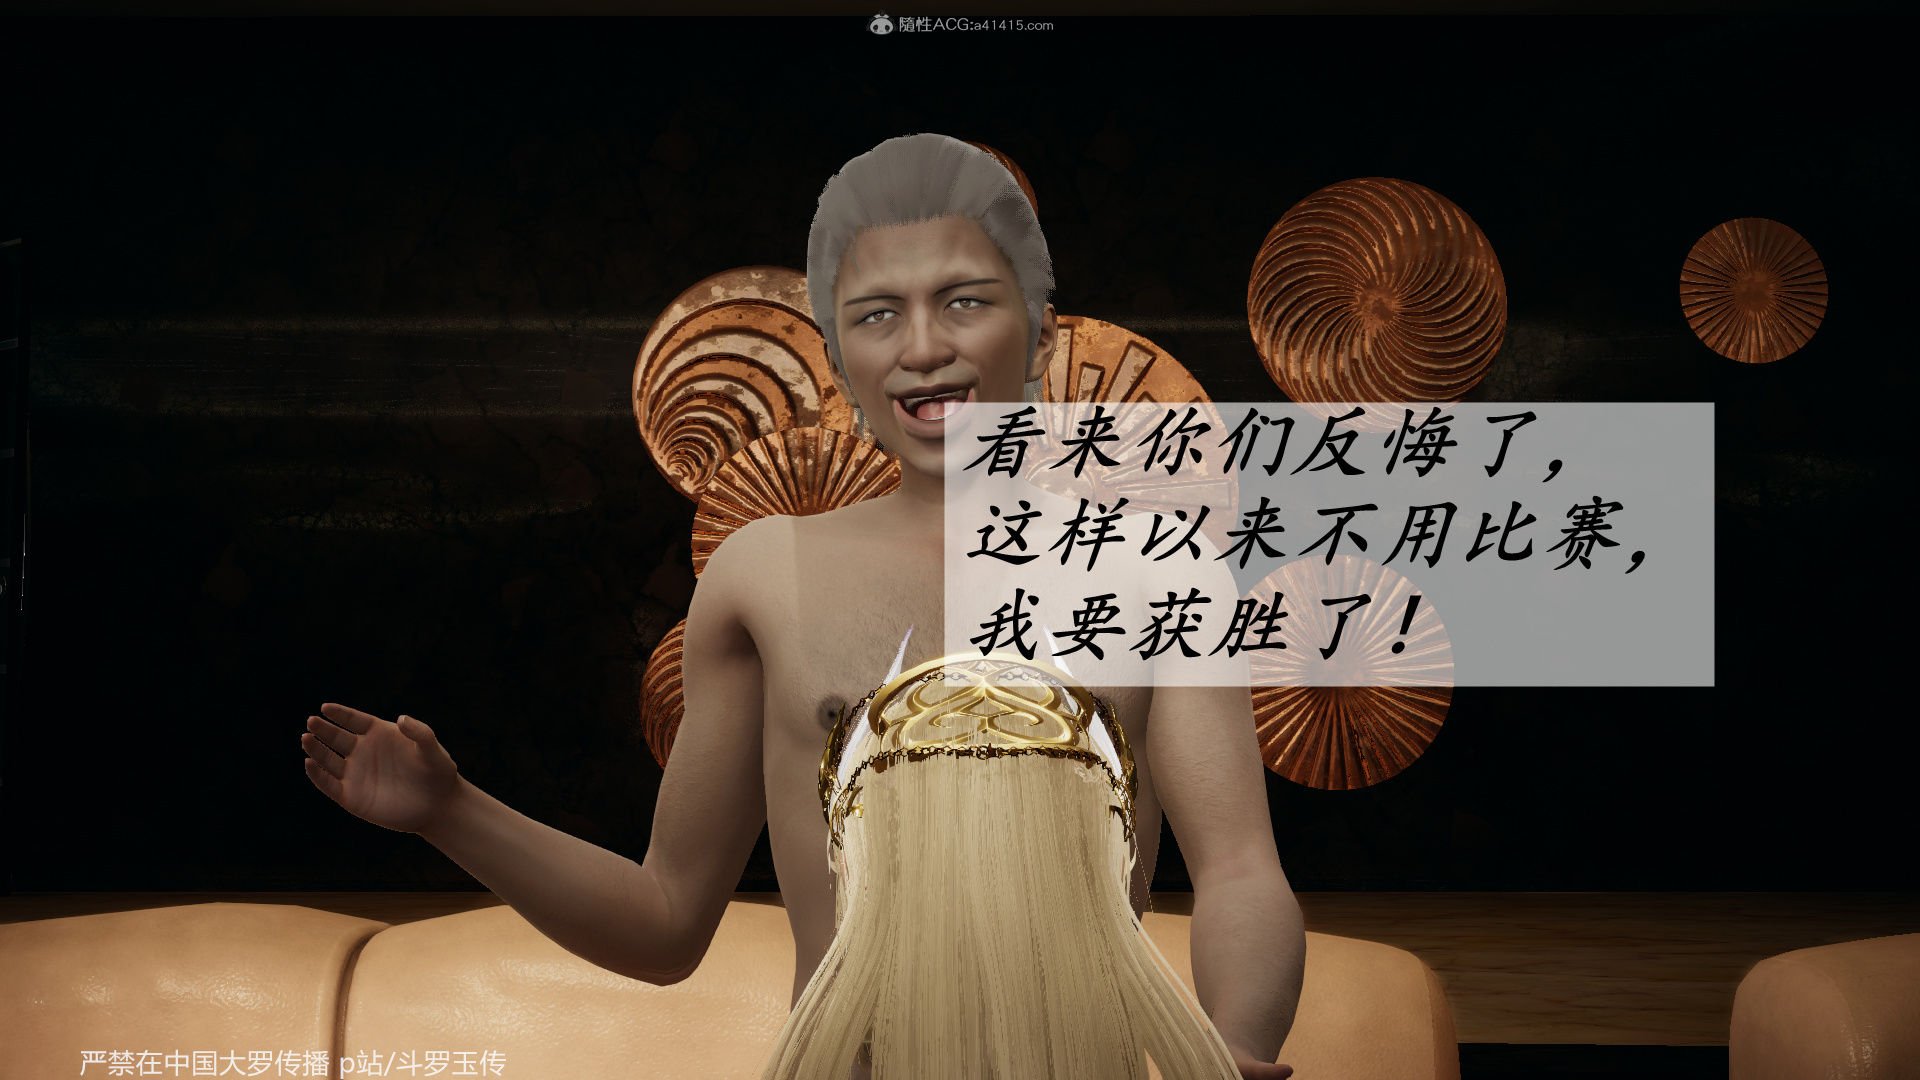 隨性ACG:a41415.com
看来你们反悔了，
这样以来不用比赛，
我要获胜了！
严禁在中国大罗传播 p站/斗罗玉传